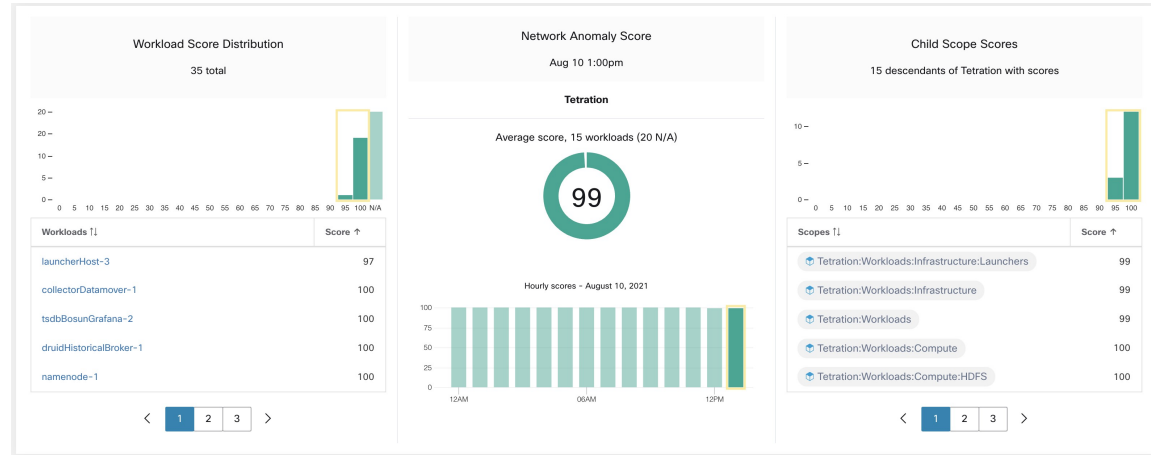 Workload Score Distribution
35 total
20
20
10
5
0
0 5 10 15 20 25 30 35 40 45 50 55 60 65 70 75 80 85 90 95 100 N/A
Workloads ↑↓ Score ↑
launcherHost-3 97
collectorDatamover-1 100
tsdbBosunGrafana-2 100
druidHistoricalBroker-1 100
namenode-1 100
< 1 2 3 >
Network Anomaly Score
Aug 10 1:00pm
Tetration
Average score, 15 workloads (20 N/A)
99
Hourly scores - August 10, 2021
100
75
50
25
0
12AM 06AM 12PM
Child Scope Scores
15 descendants of Tetration with scores
10
5
0
0 5 10 15 20 25 30 35 40 45 50 55 60 65 70 75 80 85 90 95 100
Scopes ↑↓ Score ↑
Tetration:Workloads:Infrastructure:Launchers 99
Tetration:Workloads:Infrastructure 99
Tetration:Workloads 99
Tetration:Workloads:Compute 100
Tetration:Workloads:Compute:HDFS 100
< 1 2 3 >